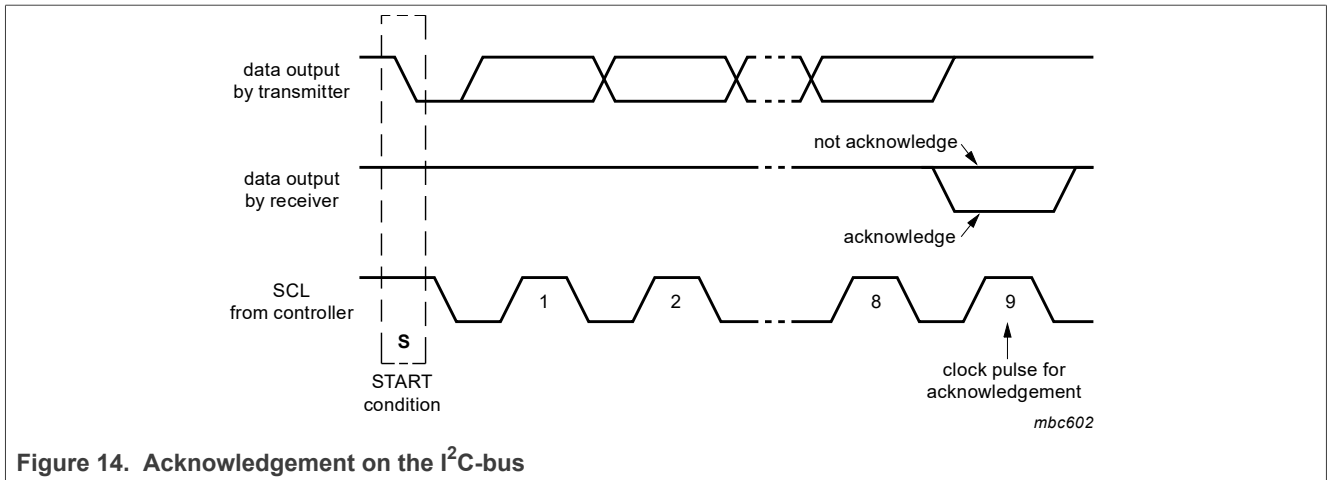 data output
by transmitter
not acknowledge
data output
by receiver
acknowledge
SCL
from controller
1
2
8
9
S
START
condition
clock pulse for
acknowledgement
mbc602
Figure 14. Acknowledgement on the I²C-bus